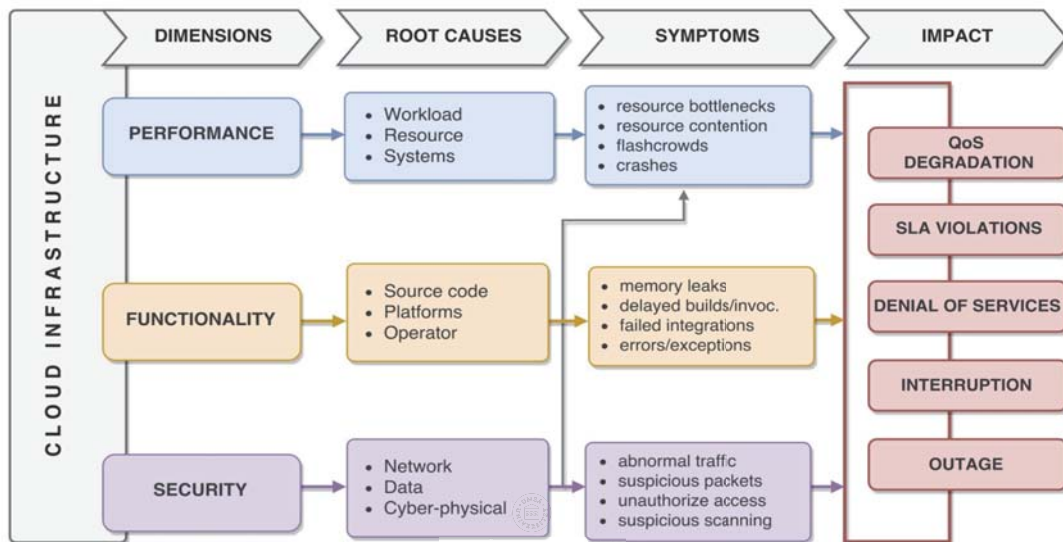 CLOUD INFRASTRUCTURE
DIMENSIONS
ROOT CAUSES
SYMPTOMS
IMPACT
PERFORMANCE
• Workload
• Resource
• Systems
• resource bottlenecks
• resource contention
• flashcrowds
• crashes
FUNCTIONALITY
• Source code
• Platforms
• Operator
• memory leaks
• delayed builds/invoc.
• failed integrations
• errors/exceptions
SECURITY
• Network
• Data
• Cyber-physical
• abnormal traffic
• suspicious packets
• unauthorize access
• suspicious scanning
QoS
DEGRADATION
SLA VIOLATIONS
DENIAL OF SERVICES
INTERRUPTION
OUTAGE